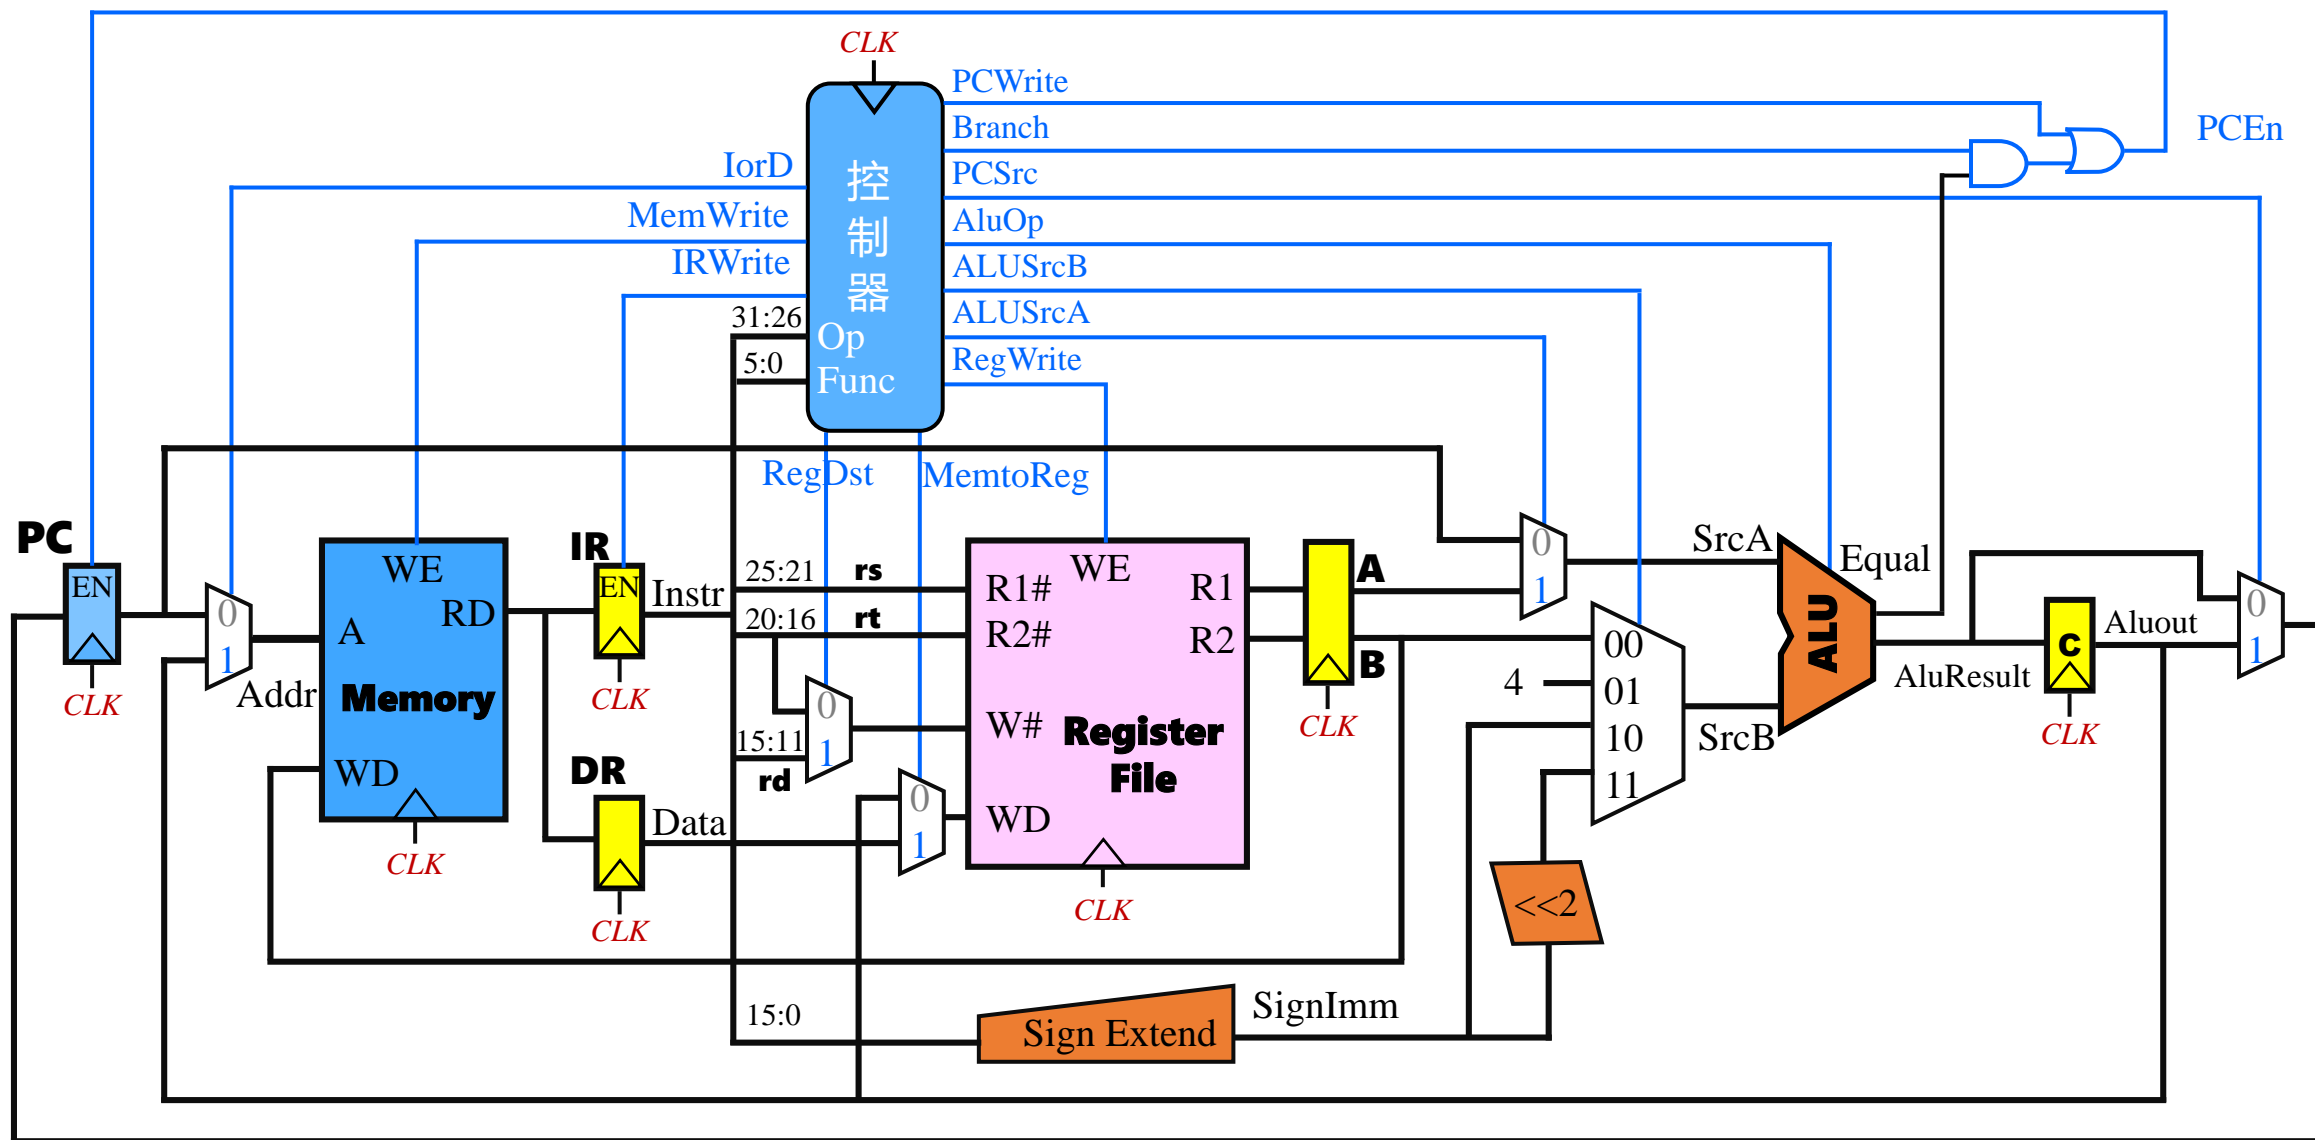 CLK
PCWrite
Branch
PCEn
PCSrc
IorD
控
制
器
MemWrite
AluOp
IRWrite
ALUSrcB
31:26
Op
ALUSrcA
5:0
Func
RegWrite
RegDst
MemtoReg
PC
EN
CLK
0
1
Addr
WE
A
RD
Memory
WD
CLK
IR
EN
Instr
CLK
DR
Data
CLK
25:21
rs
20:16
rt
0
1
15:11
rd
0
1
R1#
WE
R1
R2#
R2
W#
Register
File
WD
CLK
A
B
CLK
0
1
SrcA
4
00
01
10
11
SrcB
<<2
ALU
Equal
AluResult
C
CLK
Aluout
0
1
15:0
Sign Extend
SignImm